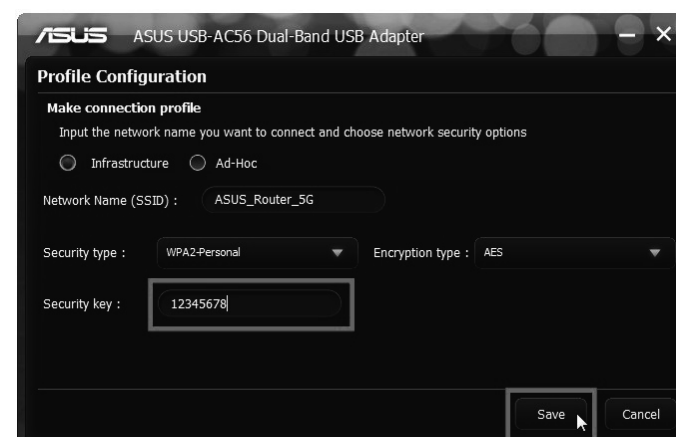 ASUS ASUS USB-AC56 Dual-Band USB Adapter
Profile Configuration
Make connection profile
Input the network name you want to connect and choose network security options
Infrastructure Ad-Hoc
Network Name (SSID) : ASUS_Router_5G
Security type : WPA2-Personal Encryption type : AES
Security key : 12345678
Save Cancel